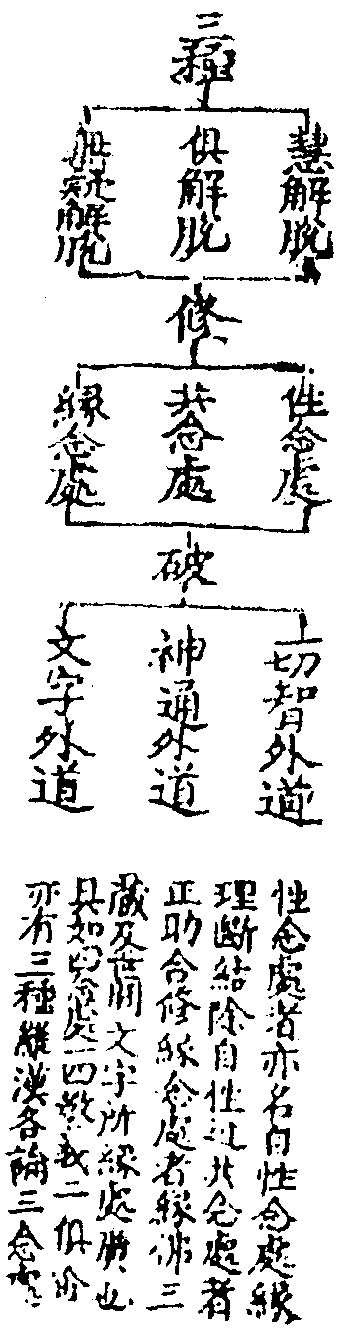 三種
慧解脫
俱解脫
無疑解脫
修
性念處
共念處
緣念處
破
一切智外道
神通外道
文字外道
性念處者亦名自性念處緣
理斷結除自性過共念處者
正助合修緣念處者緣佛三
藏及世間文字所緣處廣也
具如四念處一四教我二俱
亦有三種羅漢各論三念處